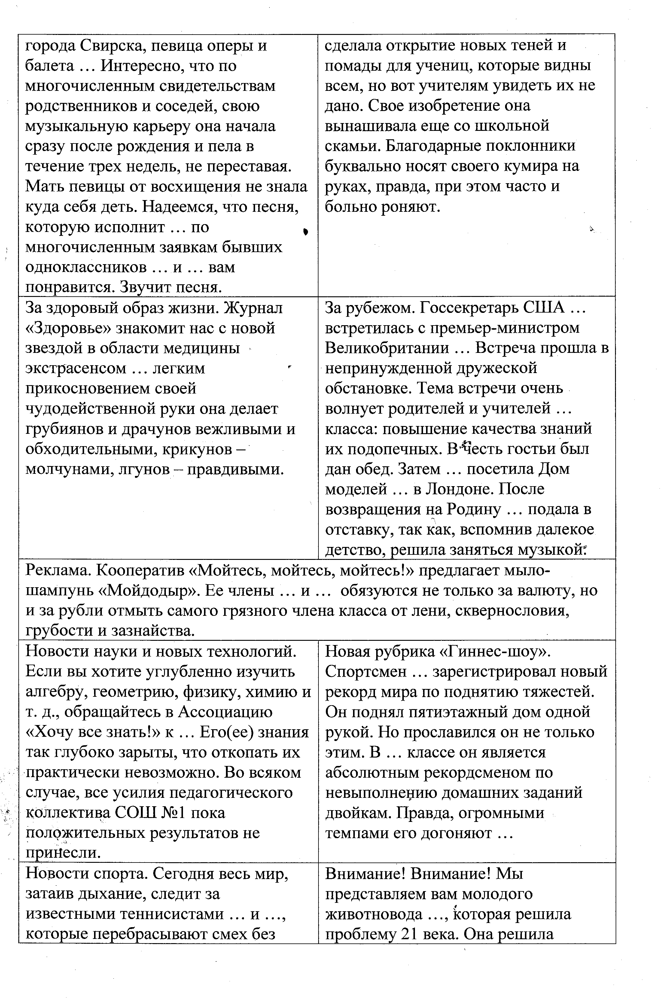 города Свирска, певица оперы и
балета … Интересно, что по
многочисленным свидетельствам
родственников и соседей, свою
музыкальную карьеру она начала
сразу после рождения и пела в
течение трех недель, не переставая.
Мать певицы от восхищения не знала
куда себя деть. Надеемся, что песня,
которую исполнит … по
многочисленным заявкам бывших
одноклассников … и … вам
понравится. Звучит песня.
сделала открытие новых теней и
помады для учениц, которые видны
всем, но вот учителям увидеть их не
дано. Свое изобретение она
вынашивала еще со школьной
скамьи. Благодарные поклонники
буквально носят своего кумира на
руках, правда, при этом часто и
больно роняют.
За здоровый образ жизни. Журнал
«Здоровье» знакомит нас с новой
звездой в области медицины
экстрасенсом … легким
прикосновением своей
чудодейственной руки она делает
грубиянов и драчунов вежливыми и
обходительными, крикунов –
молчунами, лгунов – правдивыми.
За рубежом. Госсекретарь США …
встретилась с премьер-министром
Великобритании … Встреча прошла в
непринужденной дружеской
обстановке. Тема встречи очень
волнует родителей и учителей …
класса: повышение качества знаний
их подопечных. В честь гостьи был
дан обед. Затем … посетила Дом
моделей … в Лондоне. После
возвращения на Родину … подала в
отставку, так как, вспомнив далекое
детство, решила заняться музыкой.
Реклама. Кооператив «Мойтесь, мойтесь, мойтесь!» предлагает мыло-
шампунь «Мойдодыр». Ее члены … и … обязуются не только за валюту, но
и за рубли отмыть самого грязного члена класса от лени, сквернословия,
грубости и зазнайства.
Новости науки и новых технологий.
Если вы хотите углубленно изучить
алгебру, геометрию, физику, химию и
т. д., обращайтесь в Ассоциацию
«Хочу все знать!» к … Его(ее) знания
так глубоко зарыты, что откопать их
практически невозможно. Во всяком
случае, все усилия педагогического
коллектива СОШ №1 пока
положительных результатов не
принесли.
Новая рубрика «Гиннес-шоу».
Спортсмен … зарегистрировал новый
рекорд мира по поднятию тяжестей.
Он поднял пятиэтажный дом одной
рукой. Но прославился он не только
этим. В … классе он является
абсолютным рекордсменом по
невыполнению домашних заданий
двойкам. Правда, огромными
темпами его догоняют …
Новости спорта. Сегодня весь мир,
затаив дыхание, следит за
известными теннисистами … и …,
которые перебрасывают смех без
Внимание! Внимание! Мы
представляем вам молодого
животновода …, которая решила
проблему 21 века. Она решила